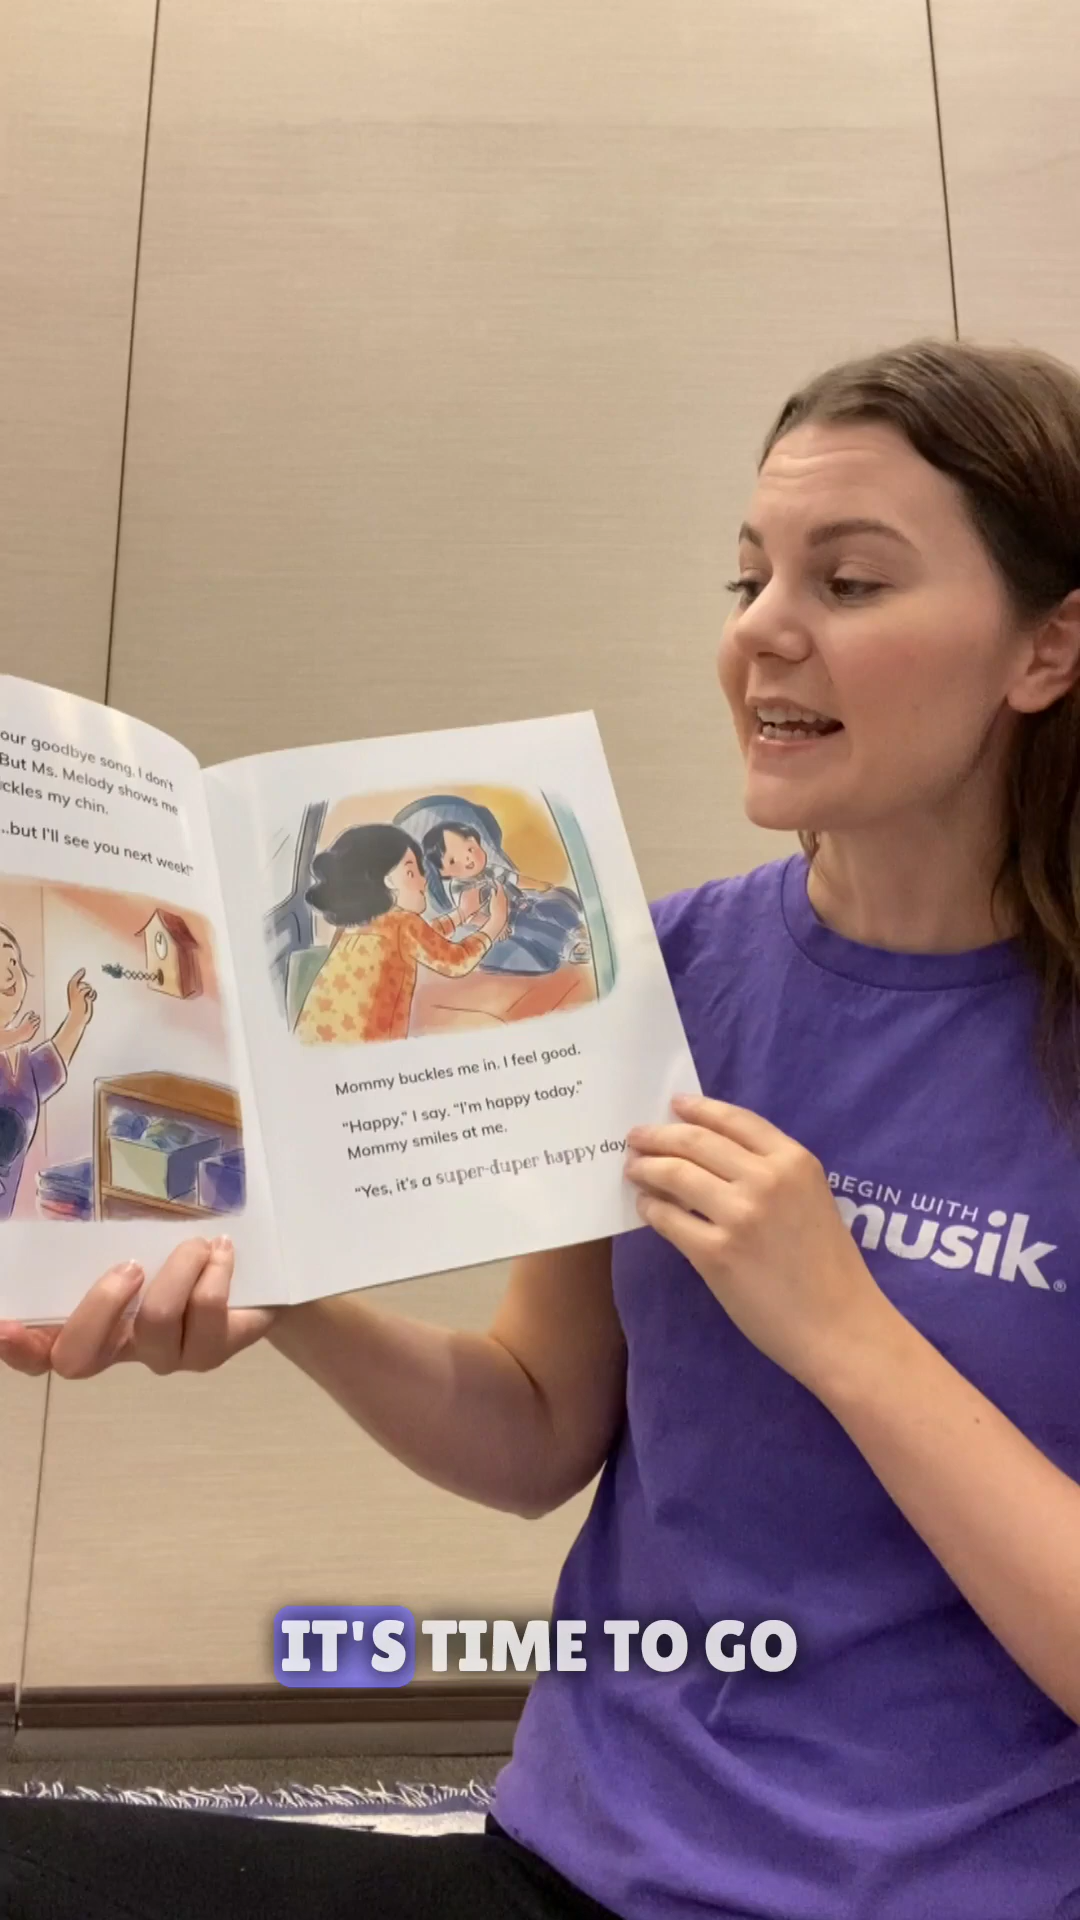 our goodbye song. I don't
But Ms. Melody shows me
ickles my chin.
...but I'll see you next week!"
Mommy buckles me in. I feel good.
"Happy," I say. "I'm happy today."
Mommy smiles at me.
"Yes, it's a super-duper happy day.
BEGIN WITH
musik®
IT'S TIME TO GO